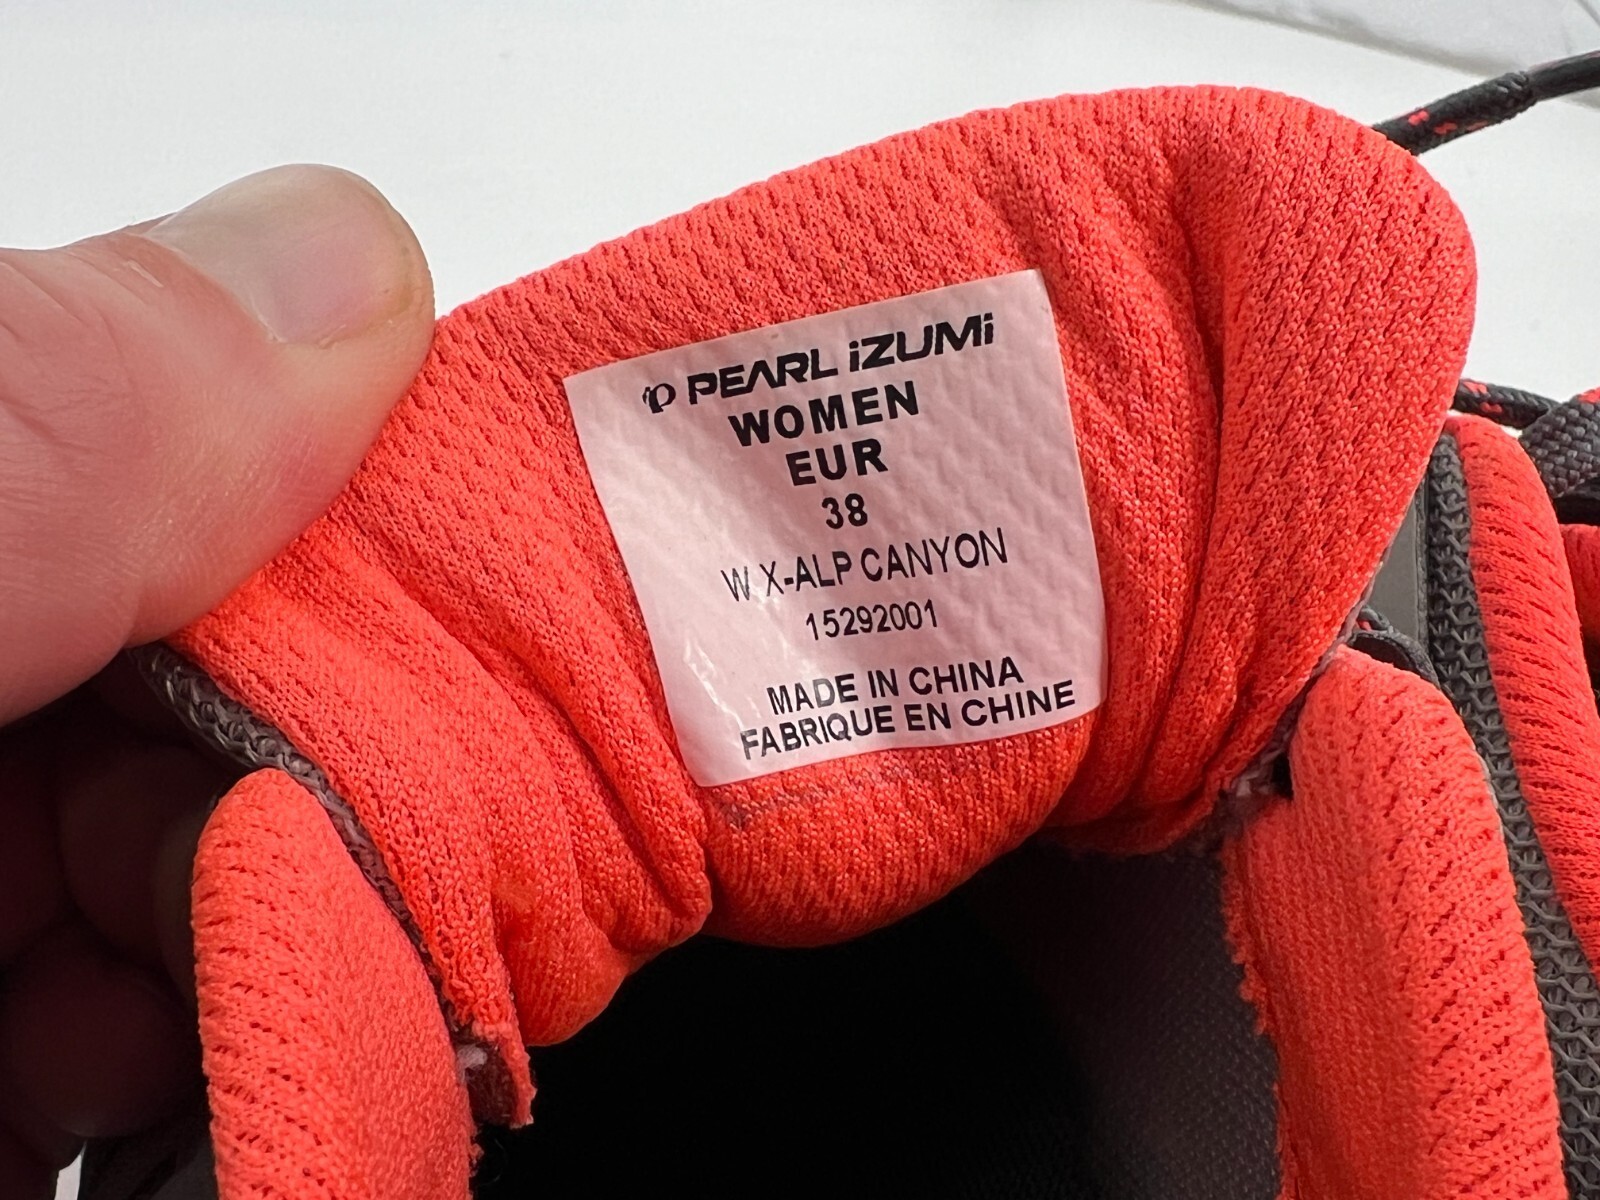 PEARL iZUMi
WOMEN
EUR
38
W X-ALP CANYON
15292001
MADE IN CHINA
FABRIQUE EN CHINE